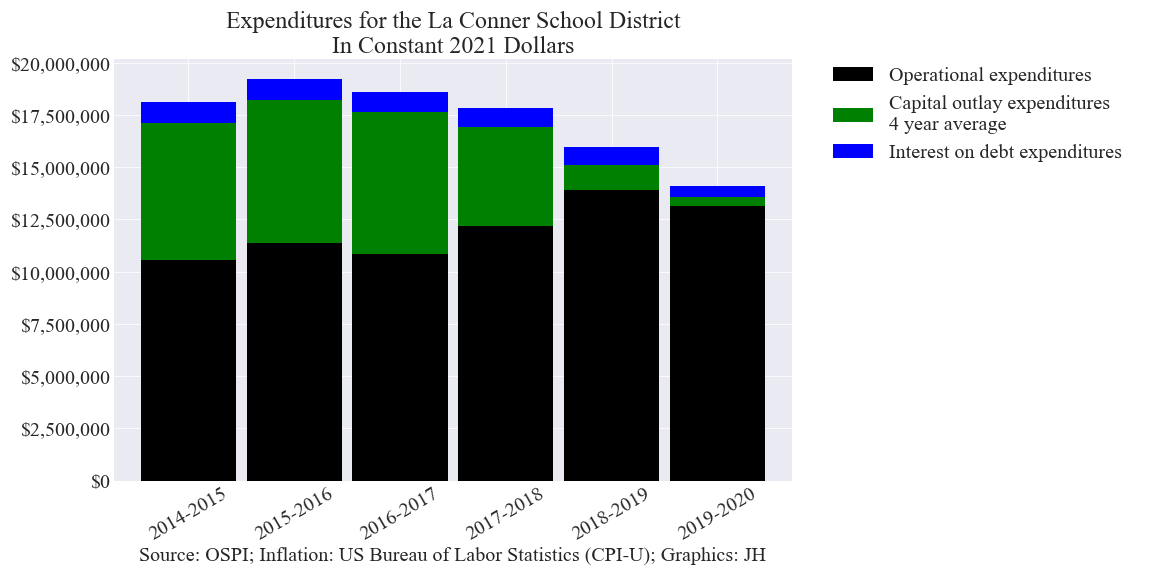 Expenditures for the La Conner School District
In Constant 2021 Dollars
$20,000,000
$17,500,000
$15,000,000
$12,500,000
$10,000,000
$7,500,000
$5,000,000
$2,500,000
$0
Operational expenditures
Capital outlay expenditures
4 year average
Interest on debt expenditures
2014-2015
2015-2016
2016-2017
2017-2018
2018-2019
2019-2020
Source: OSPI; Inflation: US Bureau of Labor Statistics (CPI-U); Graphics: JH